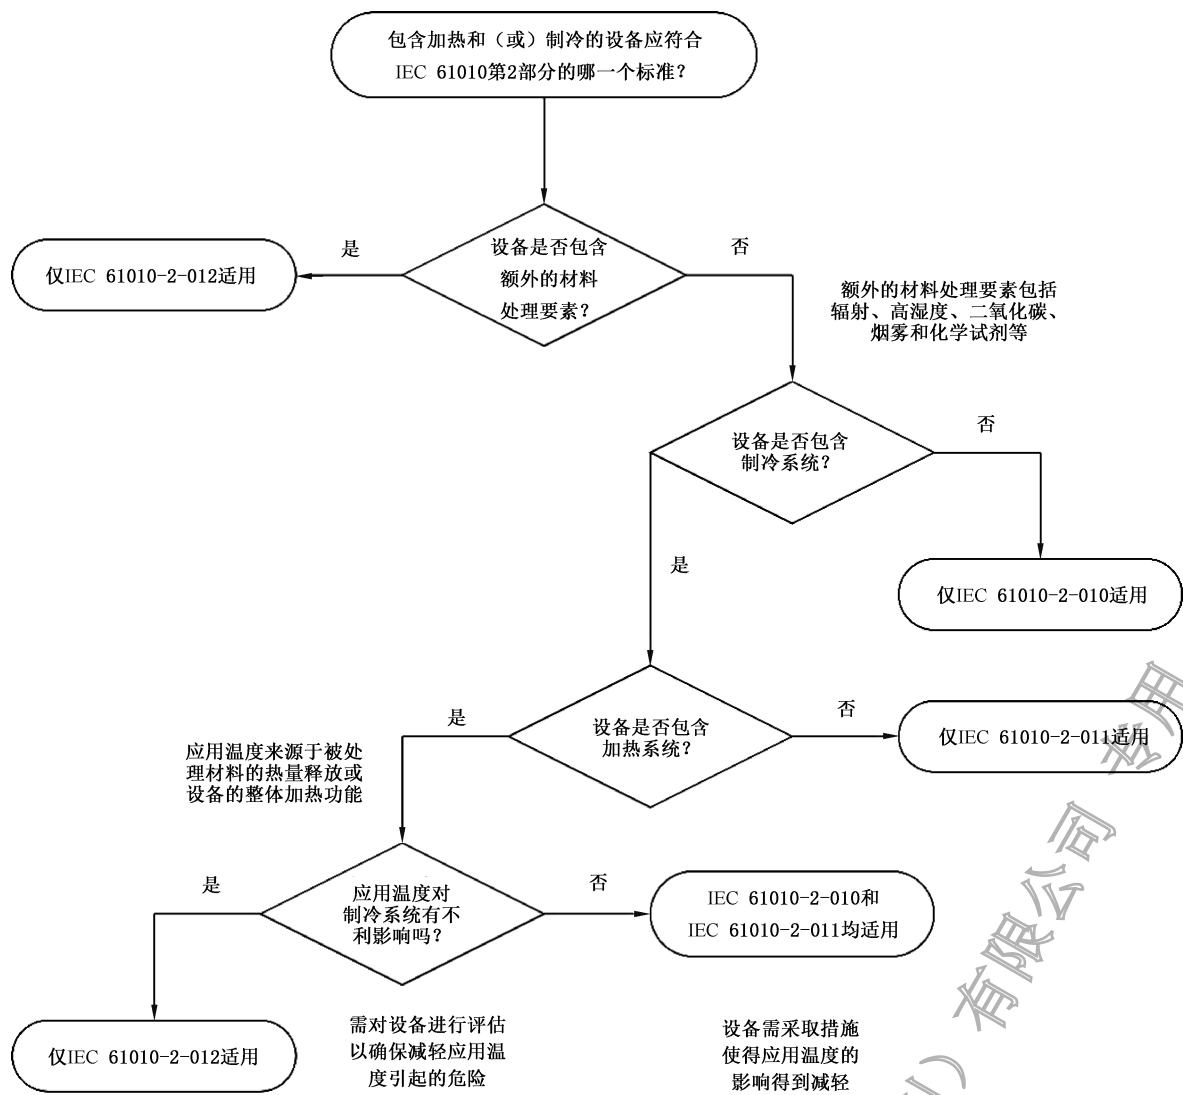 包含加热和（或）制冷的设备应符合
IEC 61010第2部分的哪一个标准？
是
设备是否包含
额外的材料
处理要素？
否
仅IEC 61010-2-012适用
额外的材料处理要素包括
辐射、高湿度、二氧化碳、
烟雾和化学试剂等
设备是否包含
制冷系统？
否
是
仅IEC 61010-2-010适用
是
设备是否包含
加热系统？
否
仅IEC 61010-2-011适用
应用温度来源于被处
理材料的热量释放或
设备的整体加热功能
是
应用温度对
制冷系统有不
利影响吗？
否
IEC 61010-2-010和
IEC 61010-2-011均适用
仅IEC 61010-2-012适用
需对设备进行评估
以确保减轻应用温
度引起的危险
设备需采取措施
使得应用温度的
影响得到减轻
）有限公司 专用